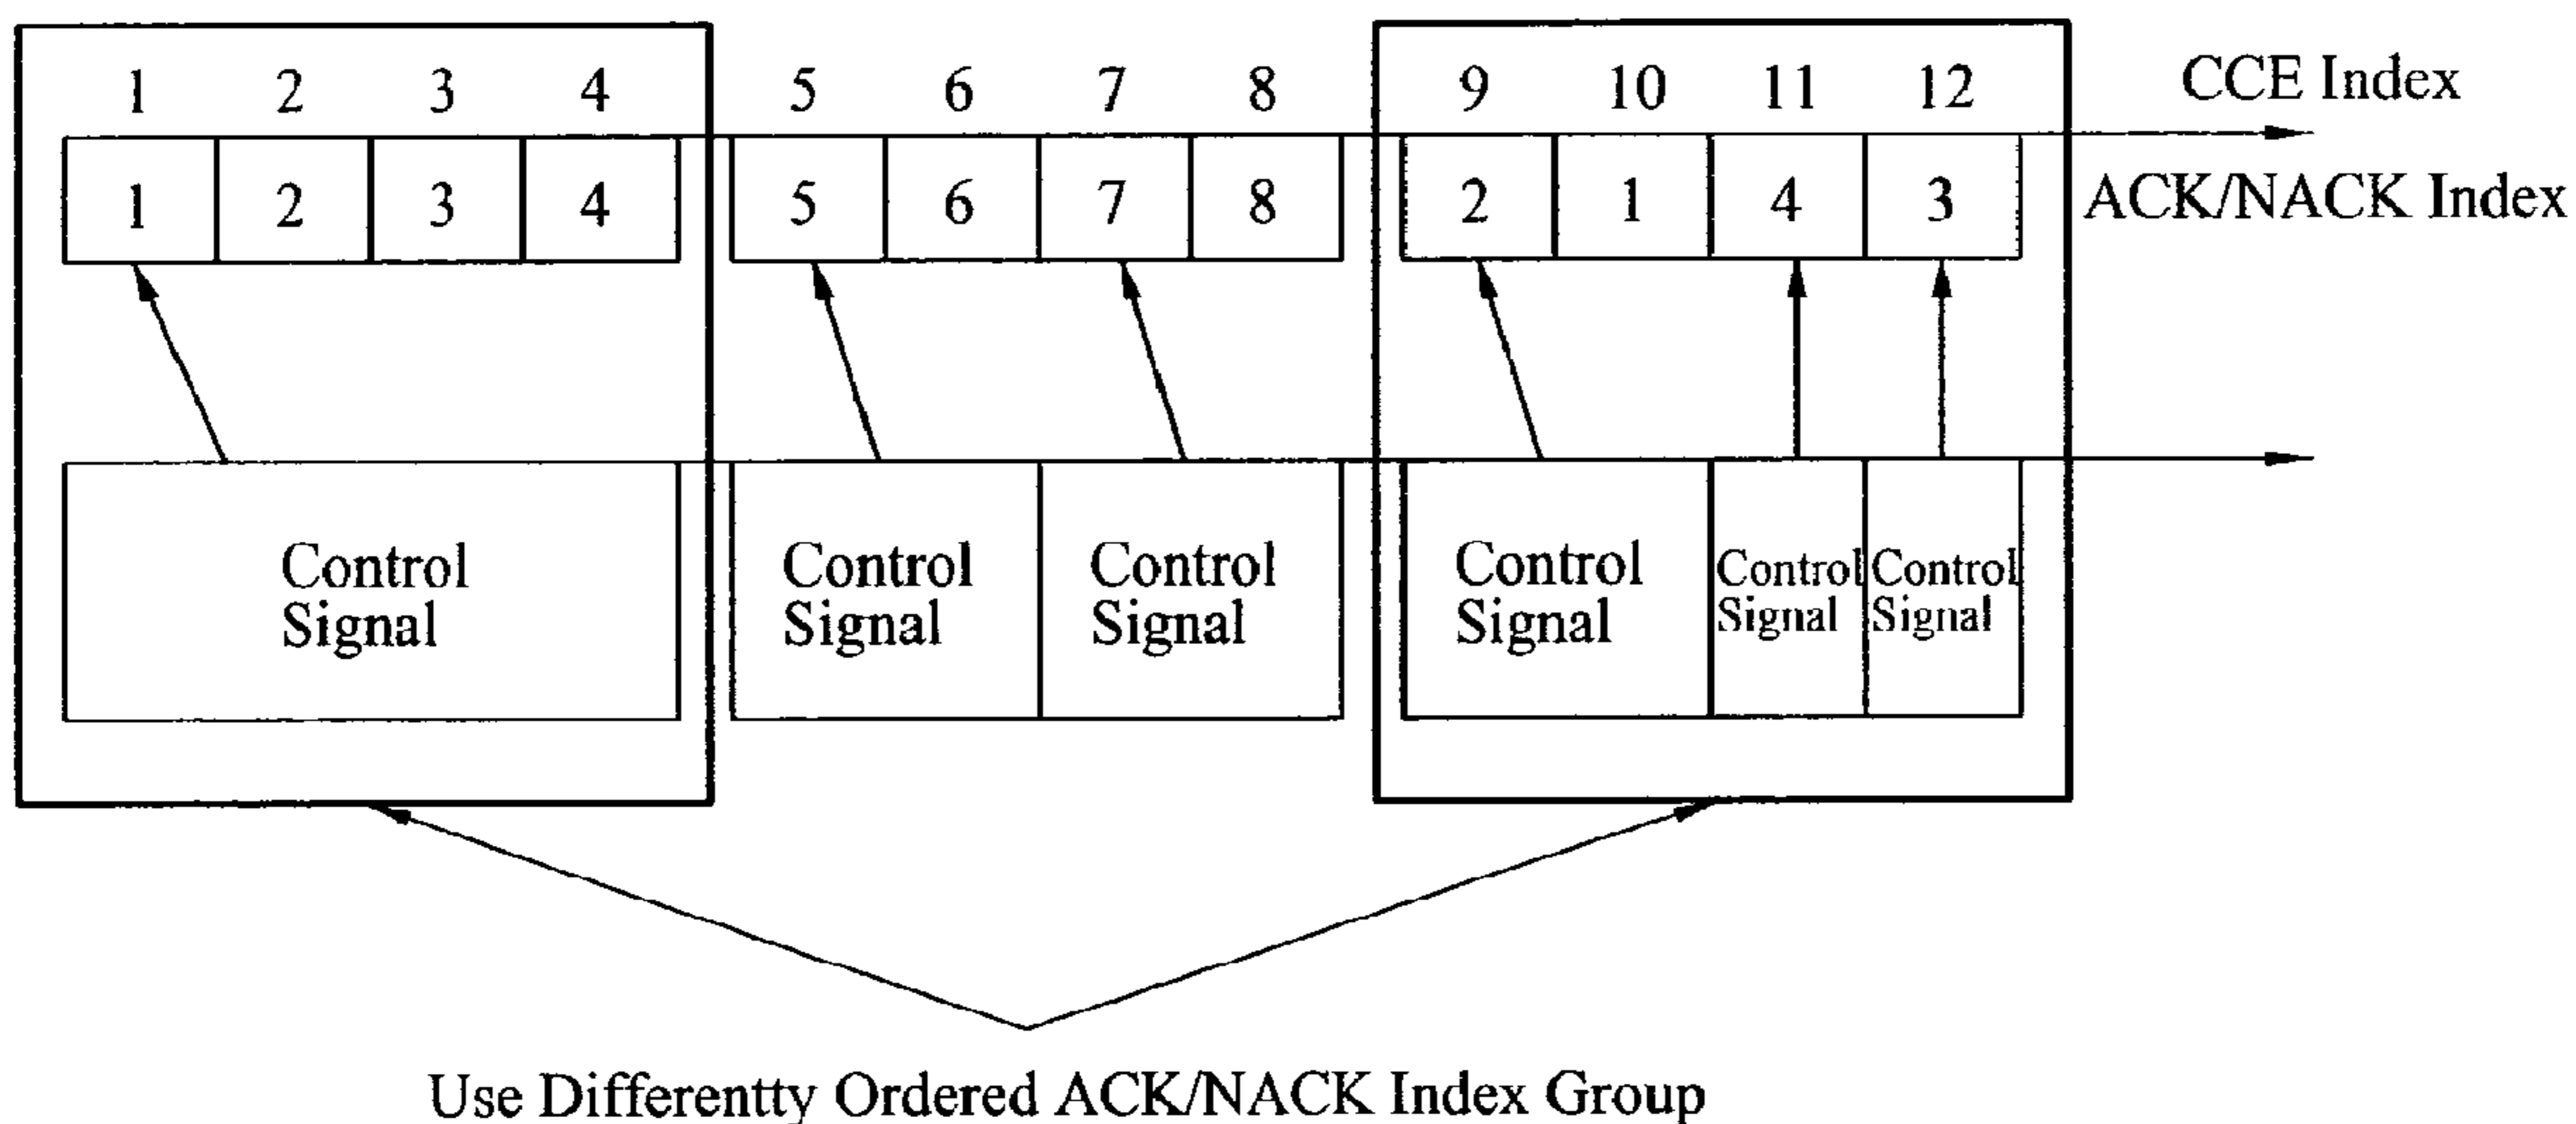 1 2 3 4 5 6 7 8 9 10 11 12 CCE Index
1 2 3 4 5 6 7 8 2 1 4 3 ACK/NACK Index
Control
Signal
Control
Signal
Control
Signal
Control
Signal
Control
Signal
Control
Signal
Use Differentty Ordered ACK/NACK Index Group